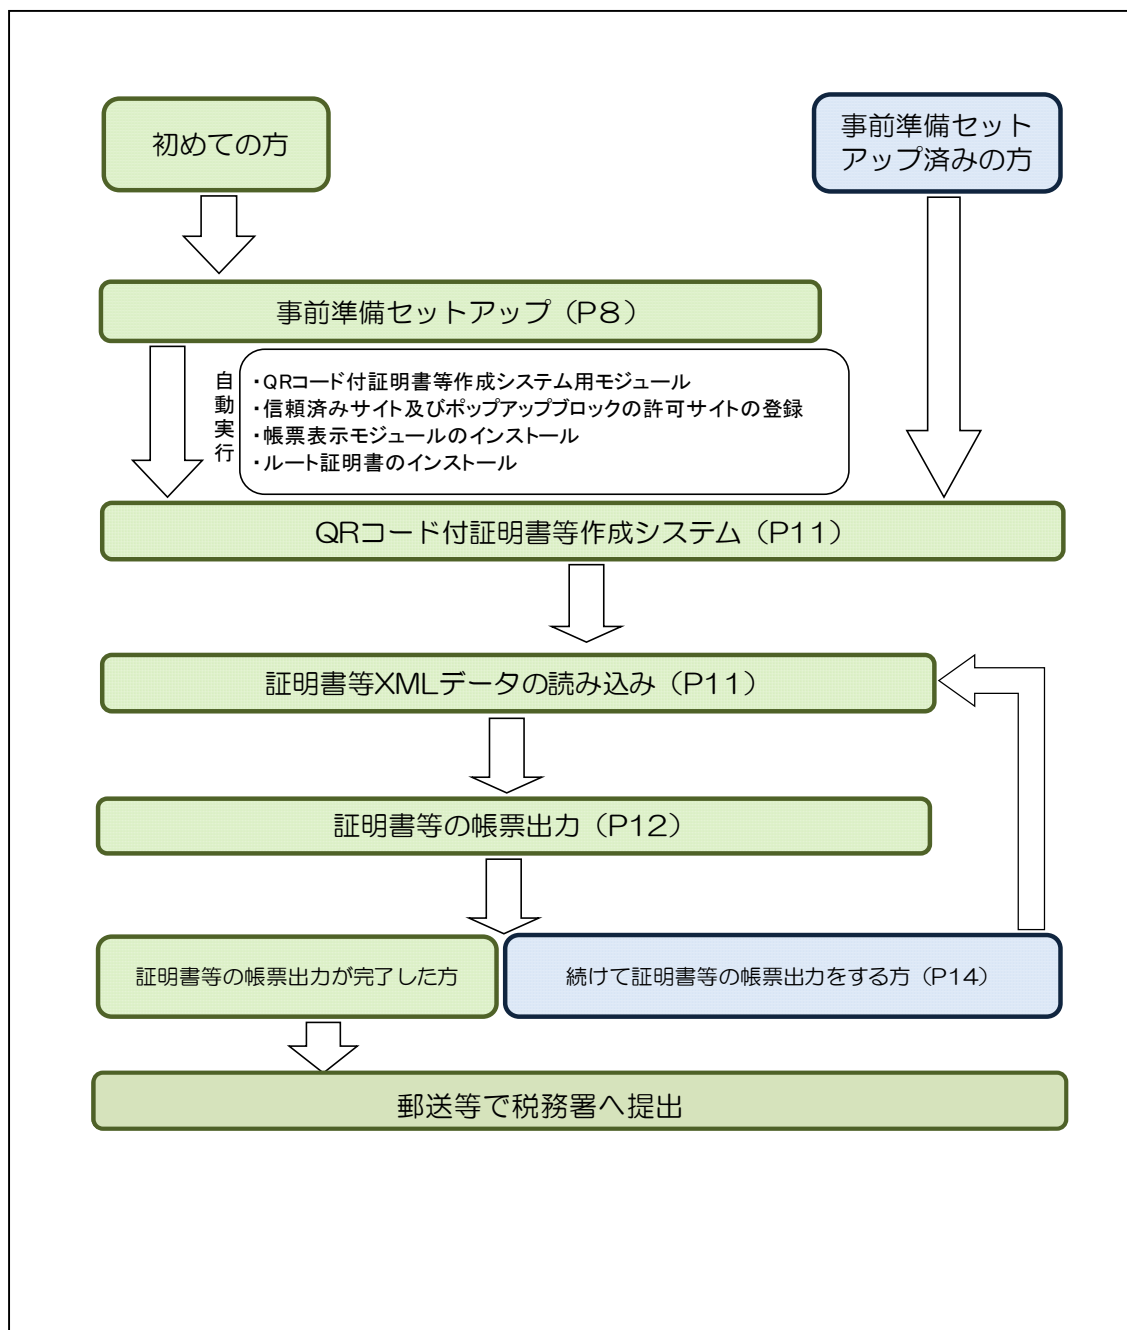 初めての方
事前準備セット
アップ済みの方
事前準備セットアップ（P８）
自動実行
・QRコード付証明書等作成システム用モジュール
・信頼済みサイト及びポップアップブロックの許可サイトの登録
・帳票表示モジュールのインストール
・ルート証明書のインストール
QRコード付証明書等作成システム（P11）
証明書等XMLデータの読み込み（P11）
証明書等の帳票出力（P12）
証明書等の帳票出力が完了した方
続けて証明書等の帳票出力をする方（P14）
郵送等で税務署へ提出